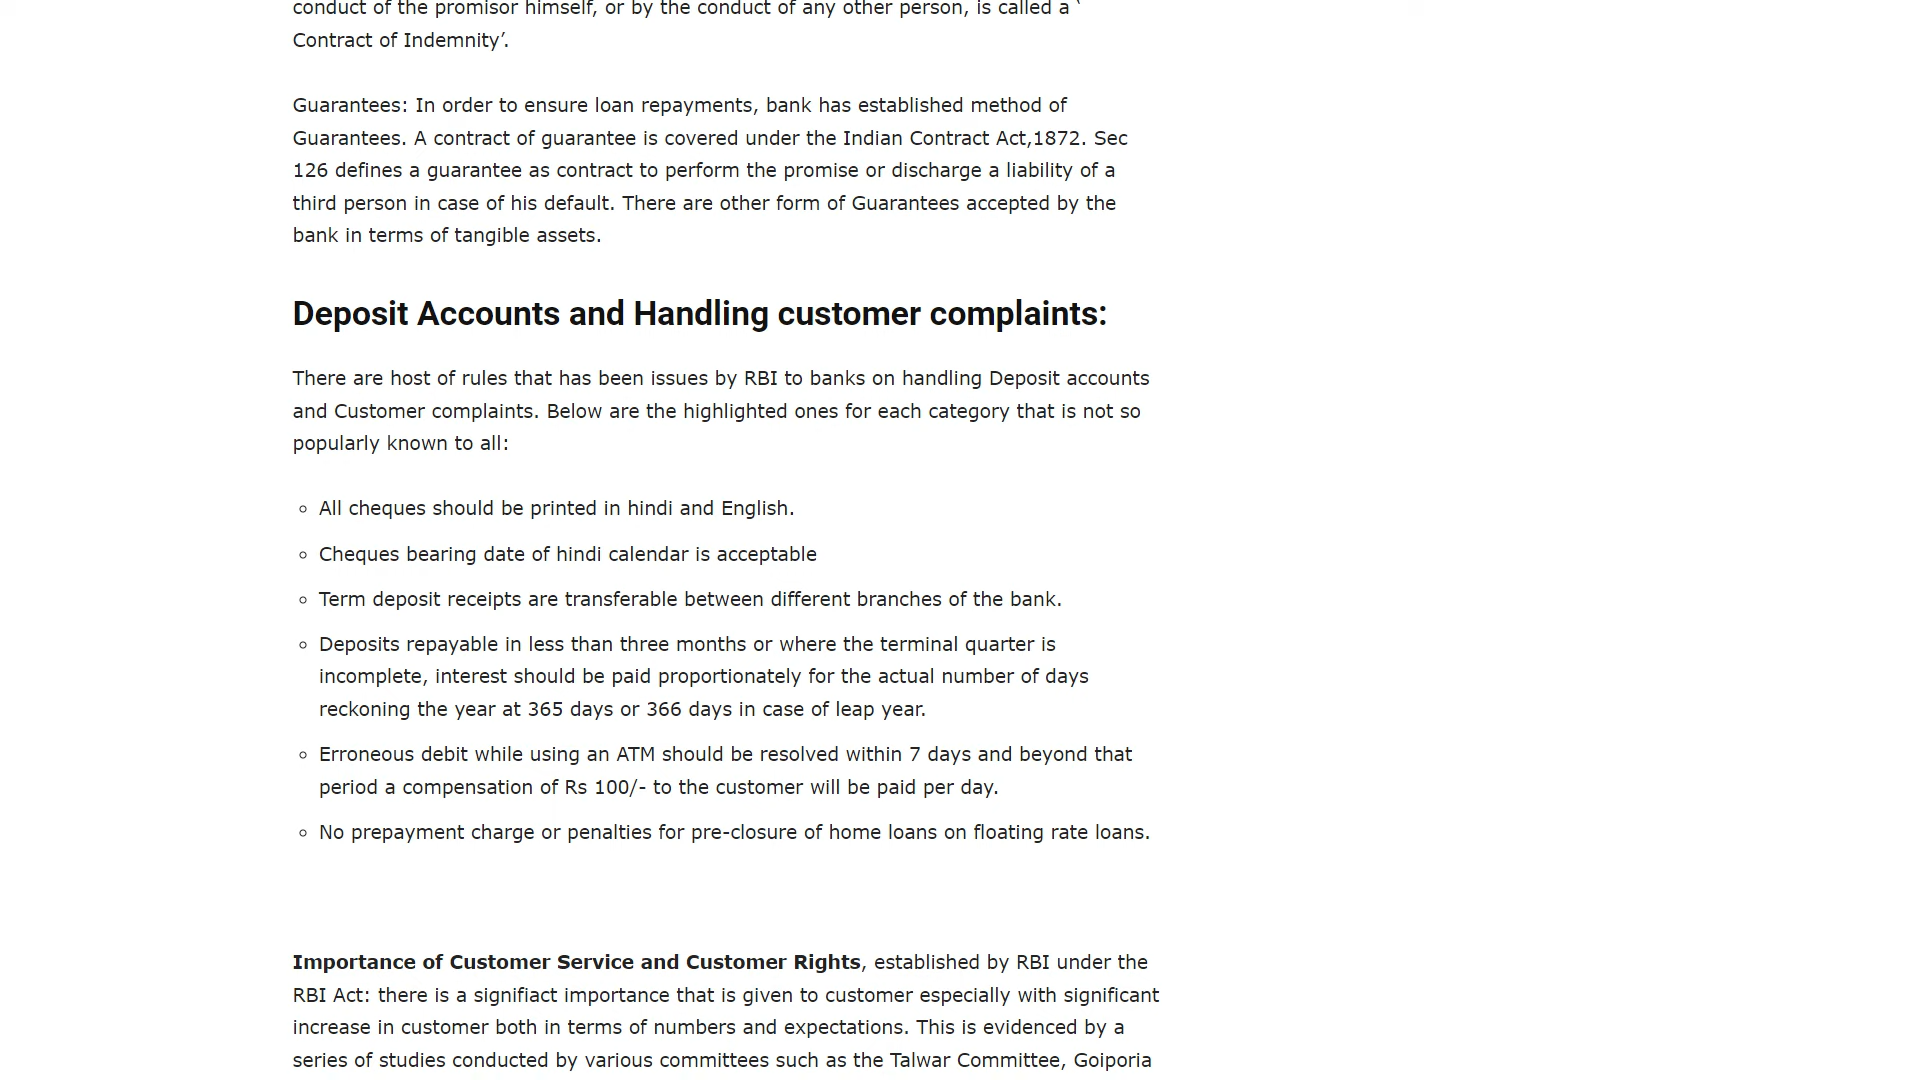 conduct of the promisor himself, or by the conduct of any other person, is called a ‘
Contract of Indemnity’.
Guarantees: In order to ensure loan repayments, bank has established method of
Guarantees. A contract of guarantee is covered under the Indian Contract Act,1872. Sec
126 defines a guarantee as contract to perform the promise or discharge a liability of a
third person in case of his default. There are other form of Guarantees accepted by the
bank in terms of tangible assets.
Deposit Accounts and Handling customer complaints:
There are host of rules that has been issues by RBI to banks on handling Deposit accounts
and Customer complaints. Below are the highlighted ones for each category that is not so
popularly known to all:
All cheques should be printed in hindi and English.
Cheques bearing date of hindi calendar is acceptable
Term deposit receipts are transferable between different branches of the bank.
Deposits repayable in less than three months or where the terminal quarter is
incomplete, interest should be paid proportionately for the actual number of days
reckoning the year at 365 days or 366 days in case of leap year.
Erroneous debit while using an ATM should be resolved within 7 days and beyond that
period a compensation of Rs 100/- to the customer will be paid per day.
No prepayment charge or penalties for pre-closure of home loans on floating rate loans.
Importance of Customer Service and Customer Rights, established by RBI under the
RBI Act: there is a signifiact importance that is given to customer especially with significant
increase in customer both in terms of numbers and expectations. This is evidenced by a
series of studies conducted by various committees such as the Talwar Committee, Goiporia